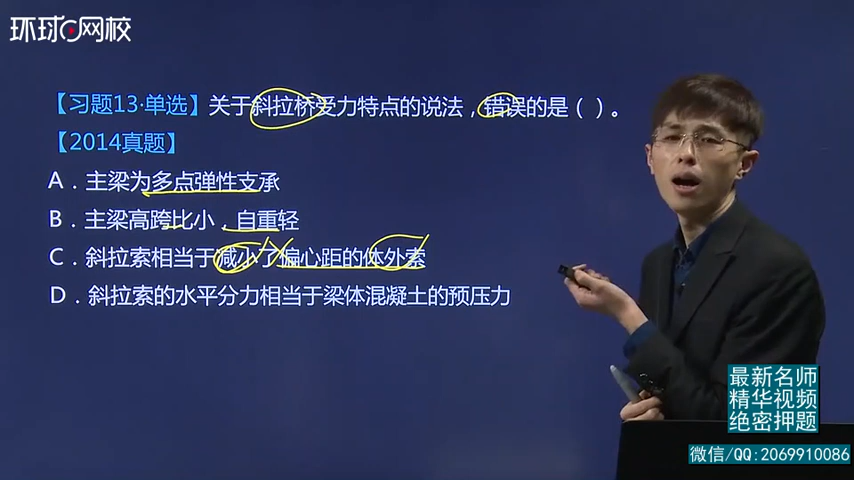 环球网校
【习题13·单选】关于斜拉桥受力特点的说法，错误的是（ ）。
【2014真题】
A．主梁为多点弹性支承
B．主梁高跨比小，自重轻
C．斜拉索相当于减小了偏心距的体外索
D．斜拉索的水平分力相当于梁体混凝土的预压力
最新名师
精华视频
绝密押题
微信/QQ:2069910086